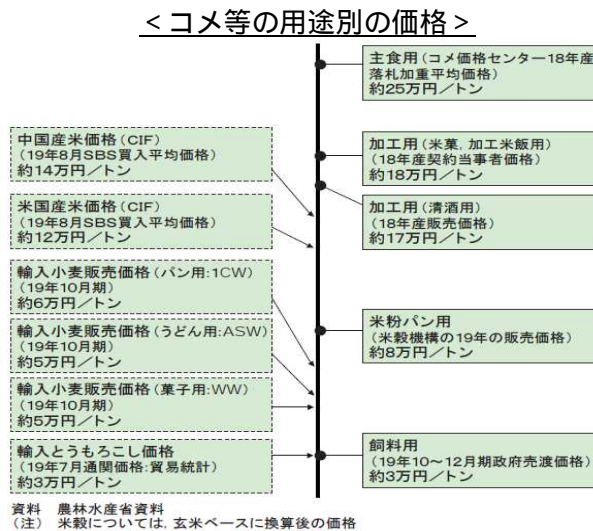 <コメ等の用途別の価格>
主食用(コメ価格センター18年産
落札加重平均価格)
約25万円/トン
中国産米価格(CIF)
(19年8月SBS買入平均価格)
約14万円/トン
加工用(米菓,加工米飯用)
(18年産契約当事者価格)
約18万円/トン
米国産米価格(CIF)
(19年8月SBS買入平均価格)
約12万円/トン
加工用(清酒用)
(18年産販売価格)
約17万円/トン
輸入小麦販売価格(パン用:1CW)
(19年10月期)
約6万円/トン
輸入小麦販売価格(うどん用:ASW)
(19年10月期)
約5万円/トン
米粉パン用
(米穀機構の19年の販売価格)
約8万円/トン
輸入小麦販売価格(菓子用:WW)
(19年10月期)
約5万円/トン
輸入とうもろこし価格
(19年7月通関価格:貿易統計)
約3万円/トン
飼料用
(19年10~12月期政府売渡価格)
約3万円/トン
資料 農林水産省資料
(注) 米穀については,玄米ベースに換算後の価格